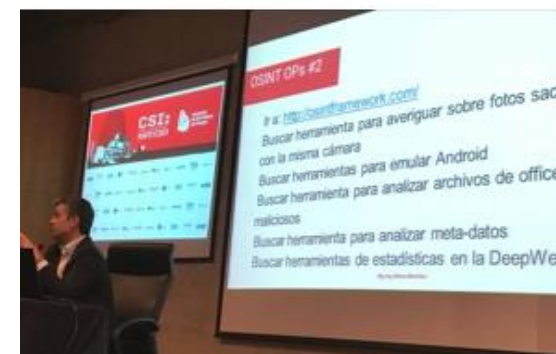 CSI:
OSINT OPs #2
Ir a: http://osintframework.com/
Buscar herramienta para averiguar sobre fotos sac
con la misma cámara
Buscar herramientas para emular Android
Buscar herramienta para analizar archivos de office
maliciosos
Buscar herramienta para analizar meta-datos
Buscar herramientas de estadísticas en la DeepWe